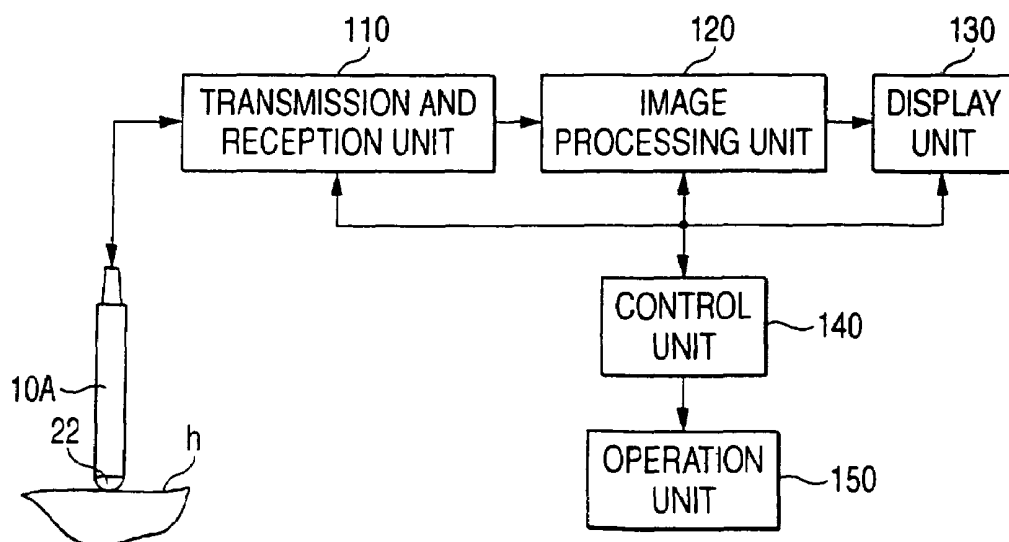 110
120
130
TRANSMISSION AND
RECEPTION UNIT
IMAGE
PROCESSING UNIT
DISPLAY
UNIT
CONTROL
UNIT
140
10A
22
h
OPERATION
UNIT
150